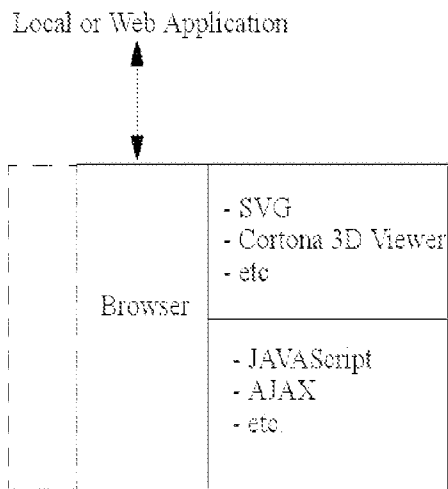 Local or Web Application
- SVG
- Cortona 3D Viewer
- etc
Browser
- JAVAScript
- AJAX
- etc.